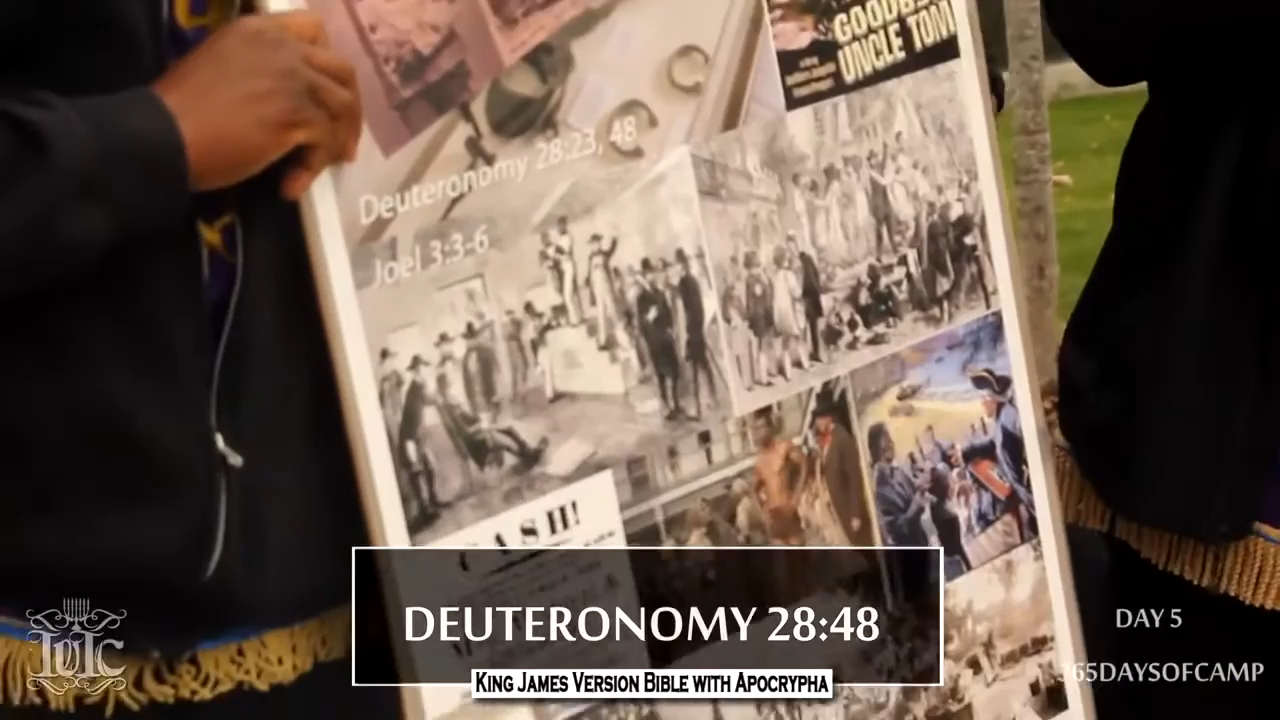 GOODBYE
UNCLE TOM
Deuteronomy 28:23, 48
Joel 3:3-6
CASH!
DEUTERONOMY 28:48
KING JAMES VERSION BIBLE WITH APOCRYPHA
IUIC
DAY 5
365DAYSOFCAMP